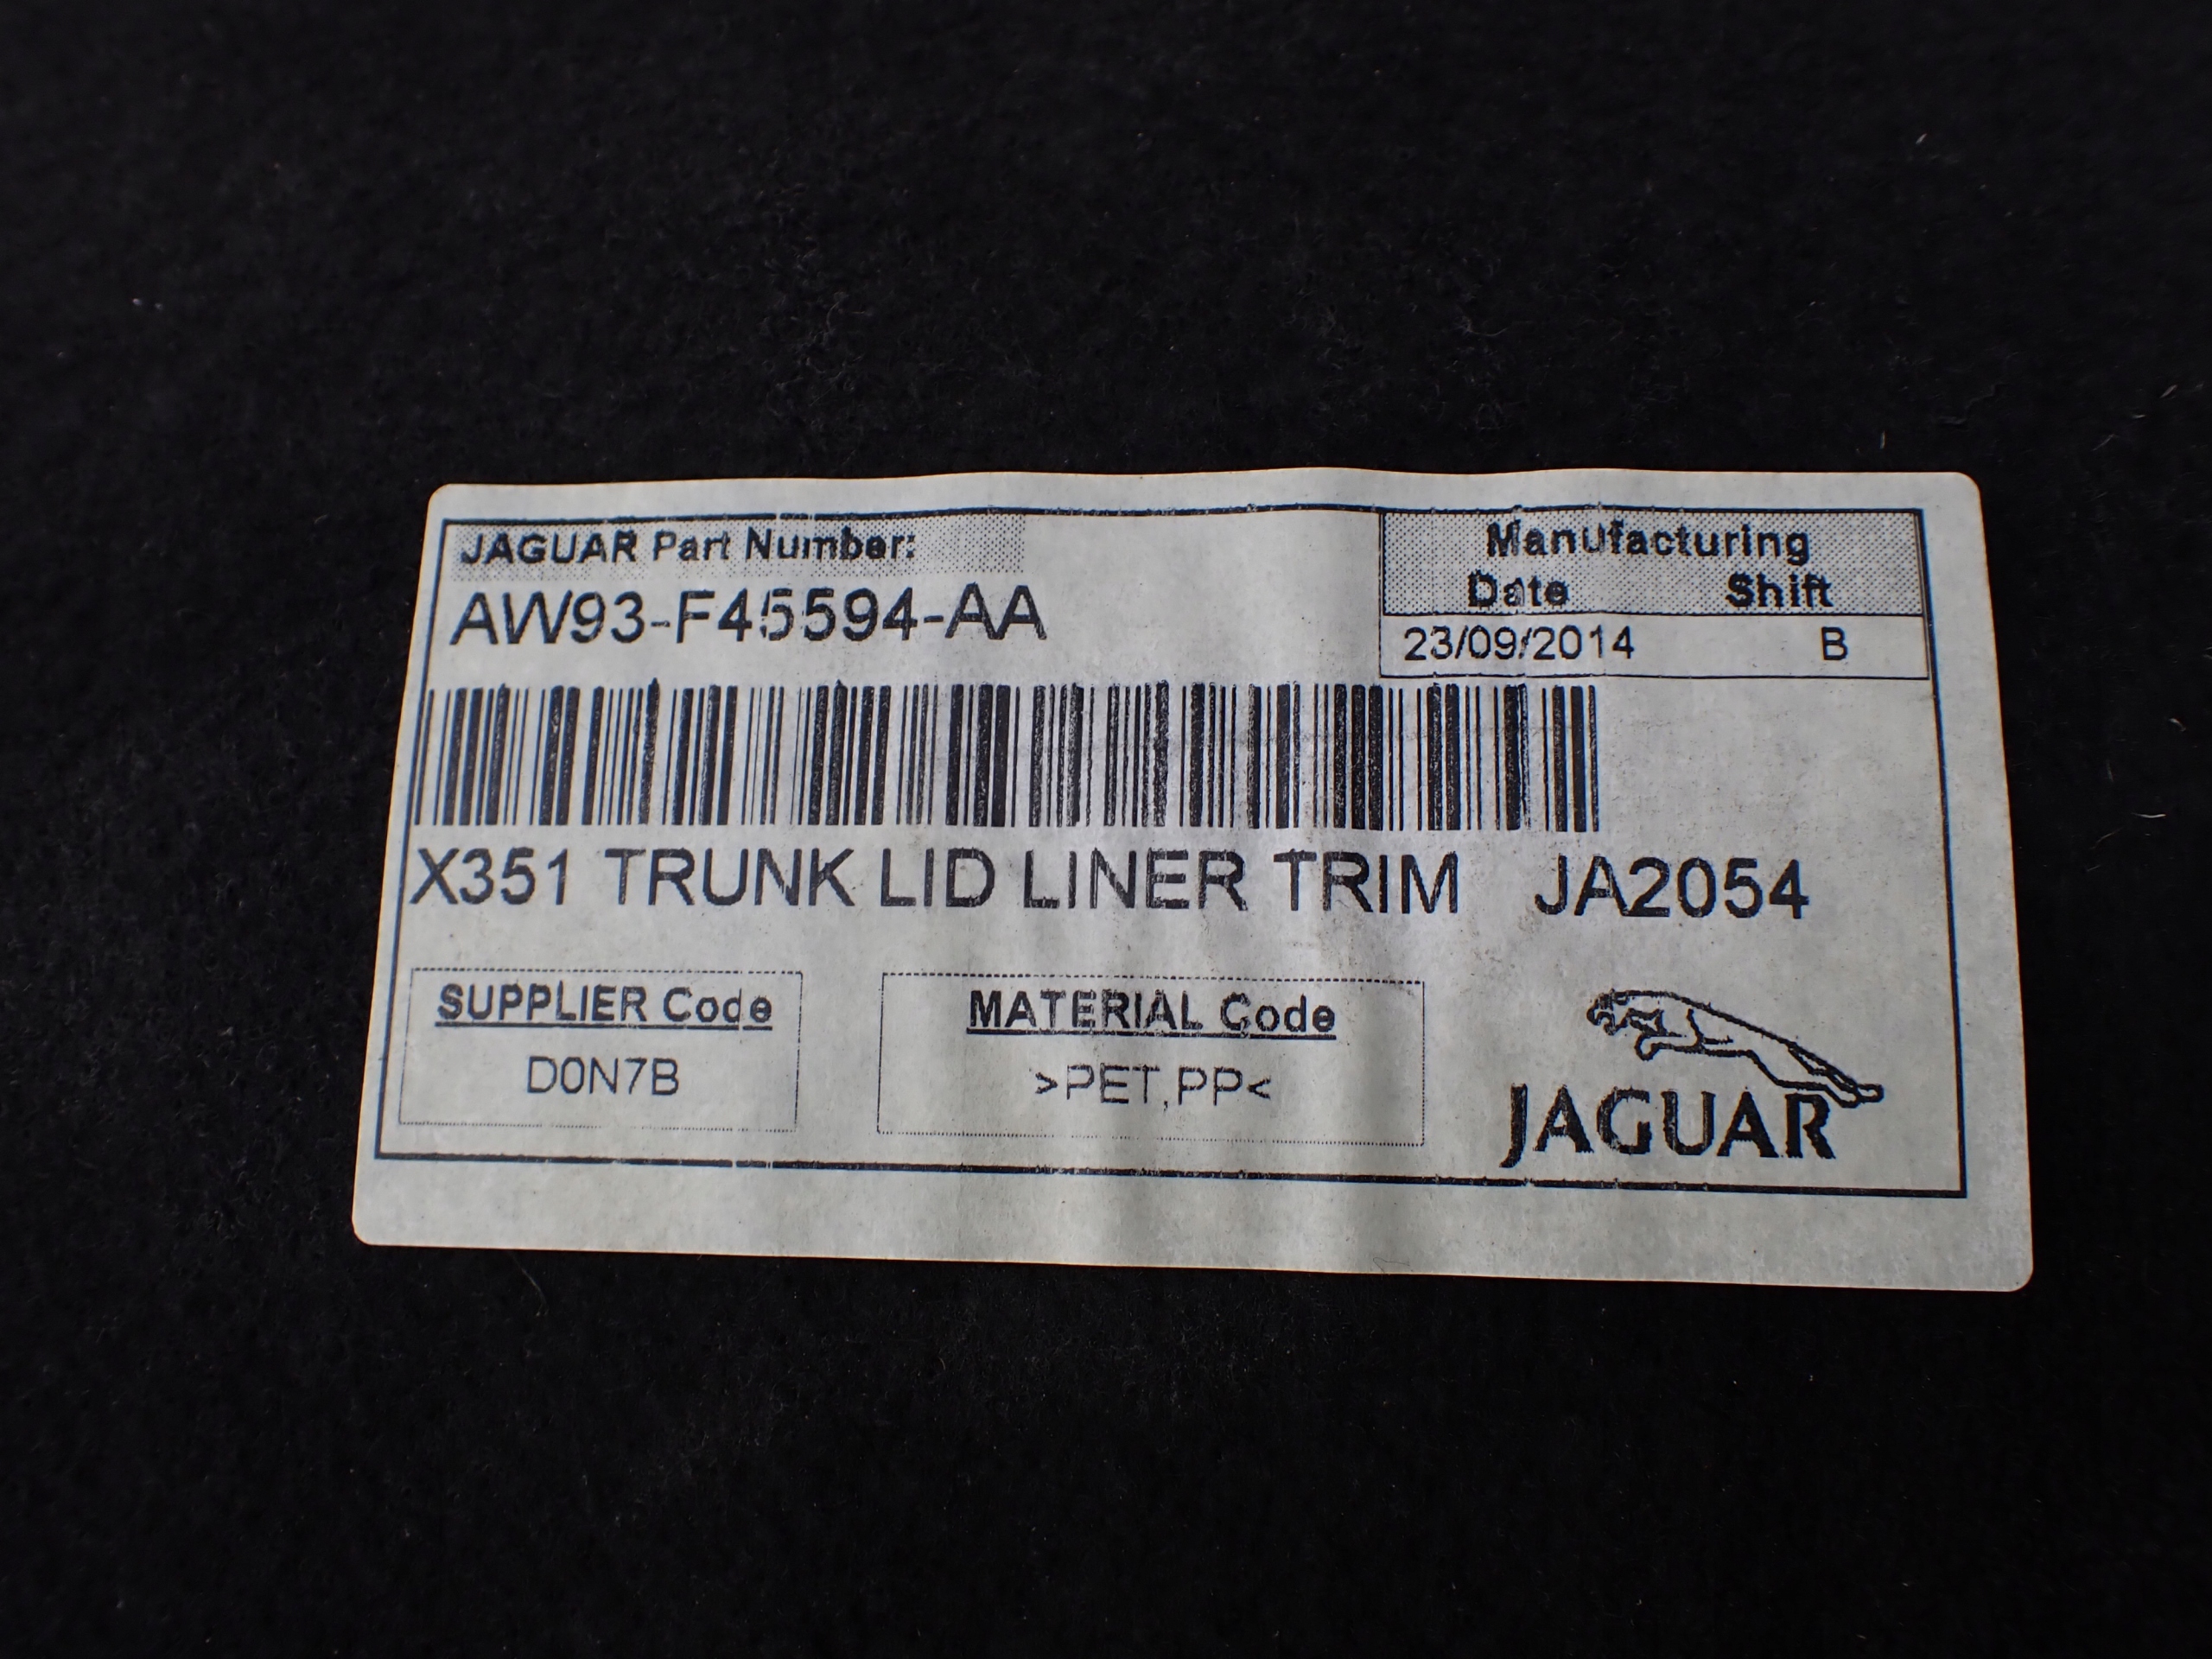 JAGUAR Part Number:
AW93-F45594-AA
Manufacturing
Date Shift
23/09/2014 B
X351 TRUNK LID LINER TRIM JA2054
SUPPLIER Code
D0N7B
MATERIAL Code
>PET,PP<
JAGUAR